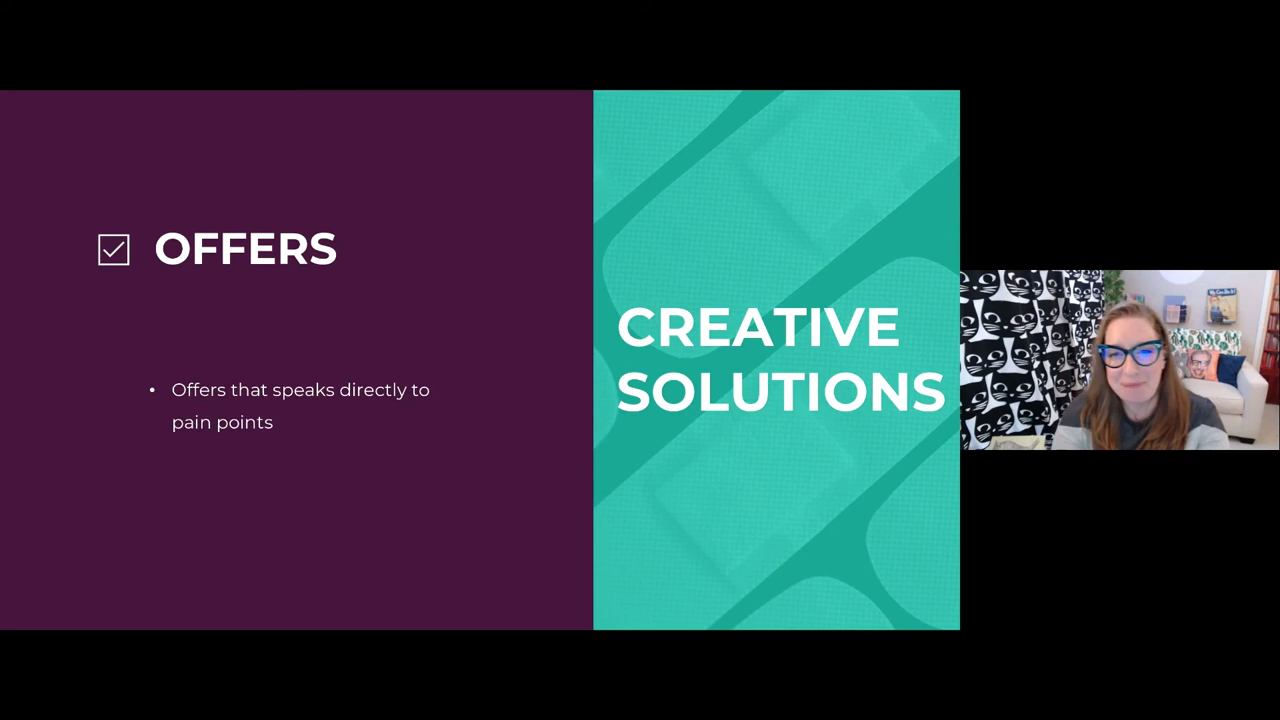 OFFERS
• Offers that speaks directly to
pain points
CREATIVE
SOLUTIONS